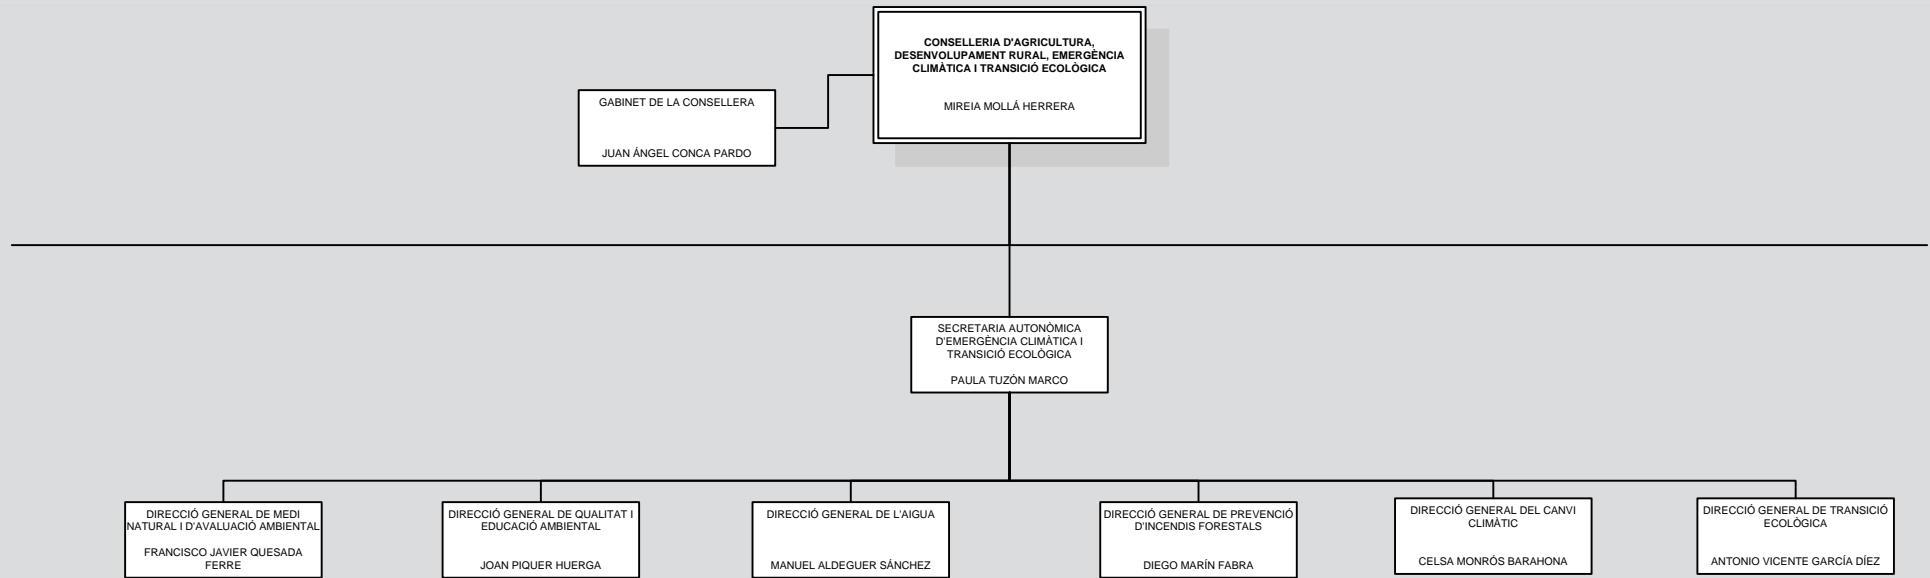 CONSELLERIA D'AGRICULTURA,
DESENVOLUPAMENT RURAL, EMERGÈNCIA
CLIMÀTICA I TRANSICIÓ ECOLÒGICA
MIREIA MOLLÁ HERRERA
GABINET DE LA CONSELLERA
JUAN ÁNGEL CONCA PARDO
SECRETARIA AUTONÒMICA
D'EMERGÈNCIA CLIMÀTICA I
TRANSICIÓ ECOLÒGICA
PAULA TUZÓN MARCO
DIRECCIÓ GENERAL DE MEDI
NATURAL I D'AVALUACIÓ AMBIENTAL
FRANCISCO JAVIER QUESADA
FERRE
DIRECCIÓ GENERAL DE QUALITAT I
EDUCACIÓ AMBIENTAL
JOAN PIQUER HUERGA
DIRECCIÓ GENERAL DE L'AIGUA
MANUEL ALDEGUER SÁNCHEZ
DIRECCIÓ GENERAL DE PREVENCIÓ
D'INCENDIS FORESTALS
DIEGO MARÍN FABRA
DIRECCIÓ GENERAL DEL CANVI
CLIMÀTIC
CELSA MONRÓS BARAHONA
DIRECCIÓ GENERAL DE TRANSICIÓ
ECOLÒGICA
ANTONIO VICENTE GARCÍA DÍEZ